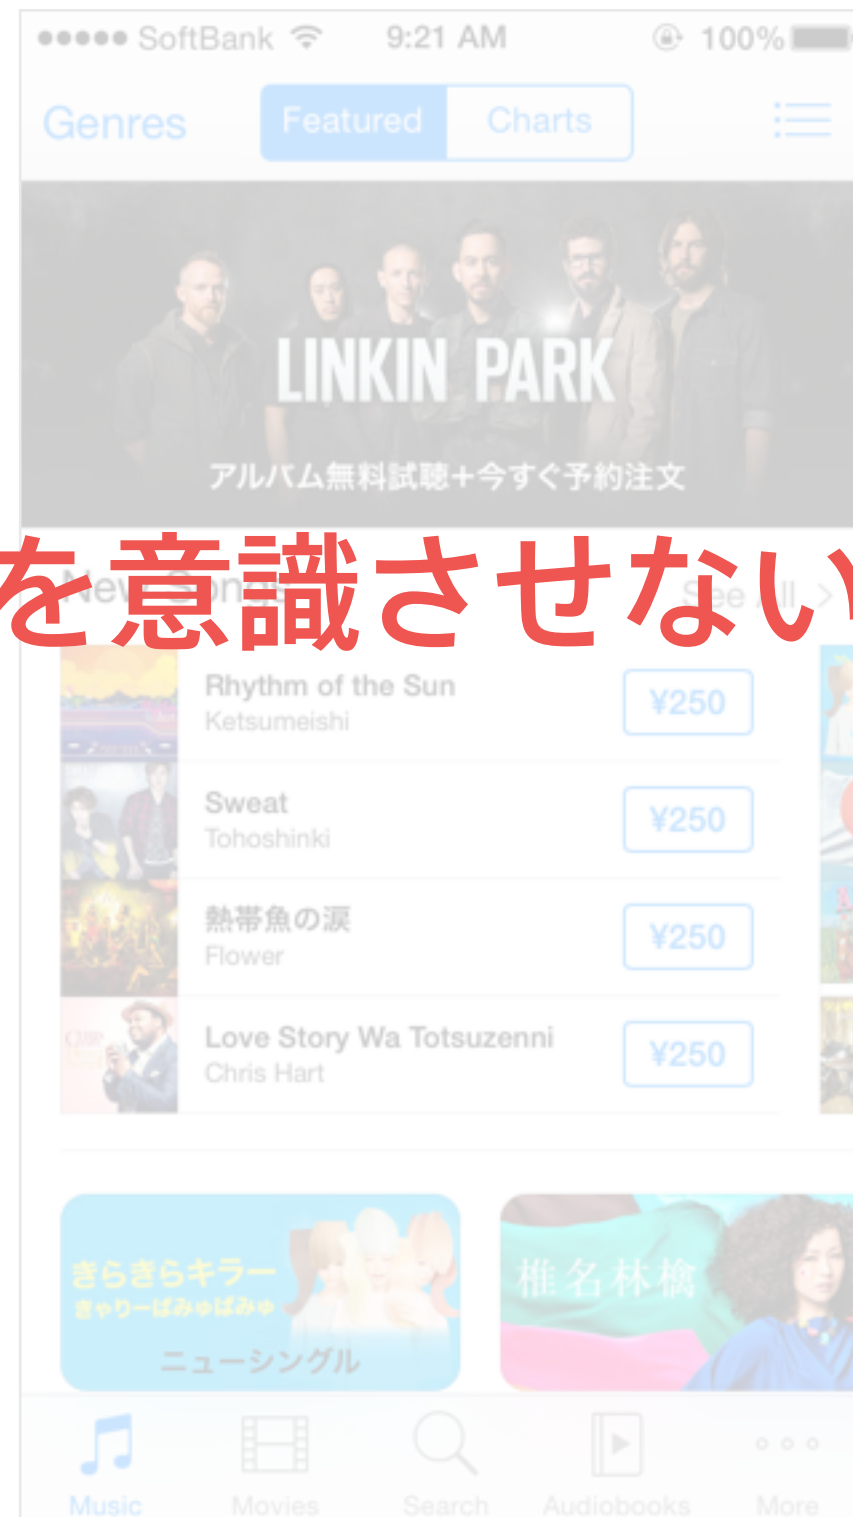 SoftBank 9:21 AM 100%
Genres Featured Charts
LINKIN PARK
アルバム無料試聴+今すぐ予約注文
を意識させない
New Songs See All >
Rhythm of the Sun
Ketsumeishi
¥250
Sweat
Tohoshinki
¥250
熱帯魚の涙
Flower
¥250
Love Story Wa Totsuzenni
Chris Hart
¥250
きらきらキラー
きゃりーぱみゅぱみゅ
ニューシングル
椎名林檎
Music Movies Search Audiobooks More